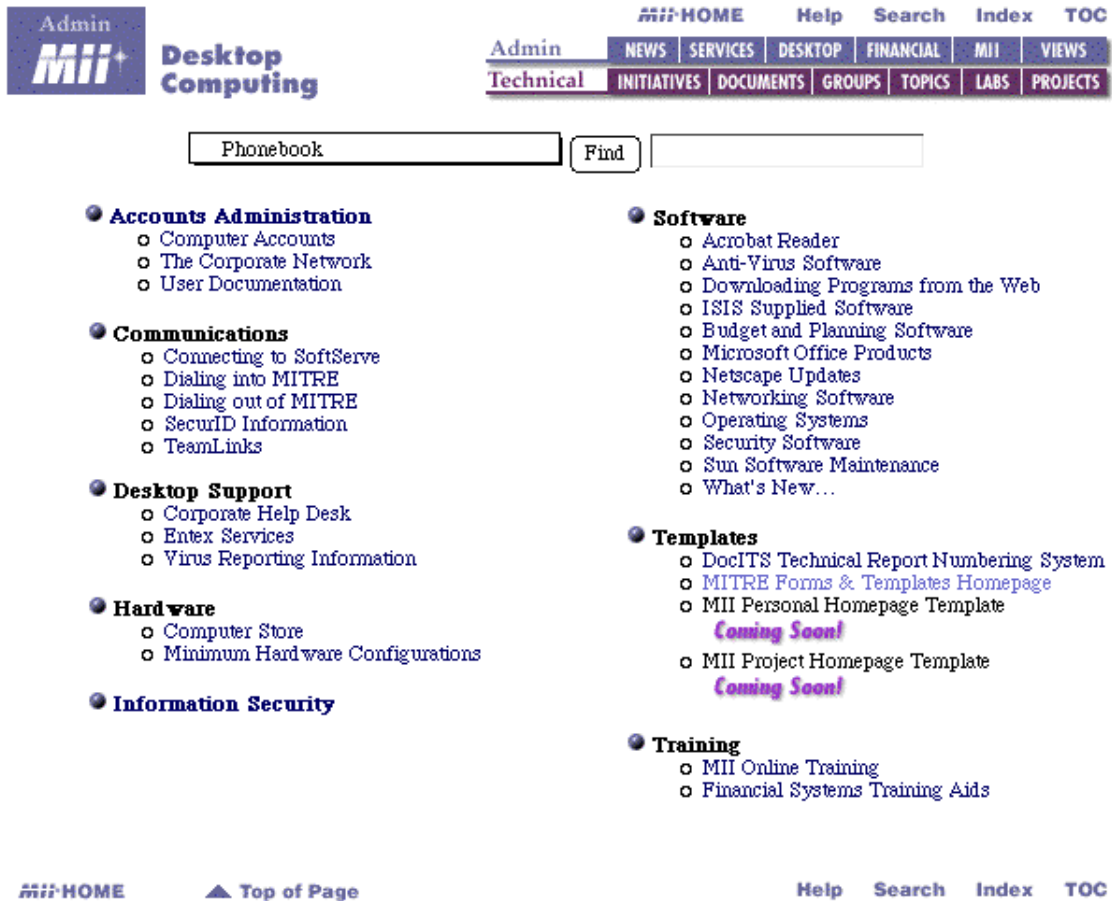 Admin
Mii
Desktop
Computing
Mii HOME Help Search Index TOC
Admin NEWS SERVICES DESKTOP FINANCIAL MII VIEWS
Technical INITIATIVES DOCUMENTS GROUPS TOPICS LABS PROJECTS
Phonebook Find
Accounts Administration
Computer Accounts
The Corporate Network
User Documentation
Communications
Connecting to SoftServe
Dialing into MITRE
Dialing out of MITRE
SecurID Information
TeamLinks
Desktop Support
Corporate Help Desk
Entex Services
Virus Reporting Information
Hardware
Computer Store
Minimum Hardware Configurations
Information Security
Software
Acrobat Reader
Anti-Virus Software
Downloading Programs from the Web
ISIS Supplied Software
Budget and Planning Software
Microsoft Office Products
Netscape Updates
Networking Software
Operating Systems
Security Software
Sun Software Maintenance
What's New...
Templates
DocITS Technical Report Numbering System
MITRE Forms & Templates Homepage
MII Personal Homepage Template
Coming Soon!
MII Project Homepage Template
Coming Soon!
Training
MII Online Training
Financial Systems Training Aids
Mii HOME Top of Page Help Search Index TOC